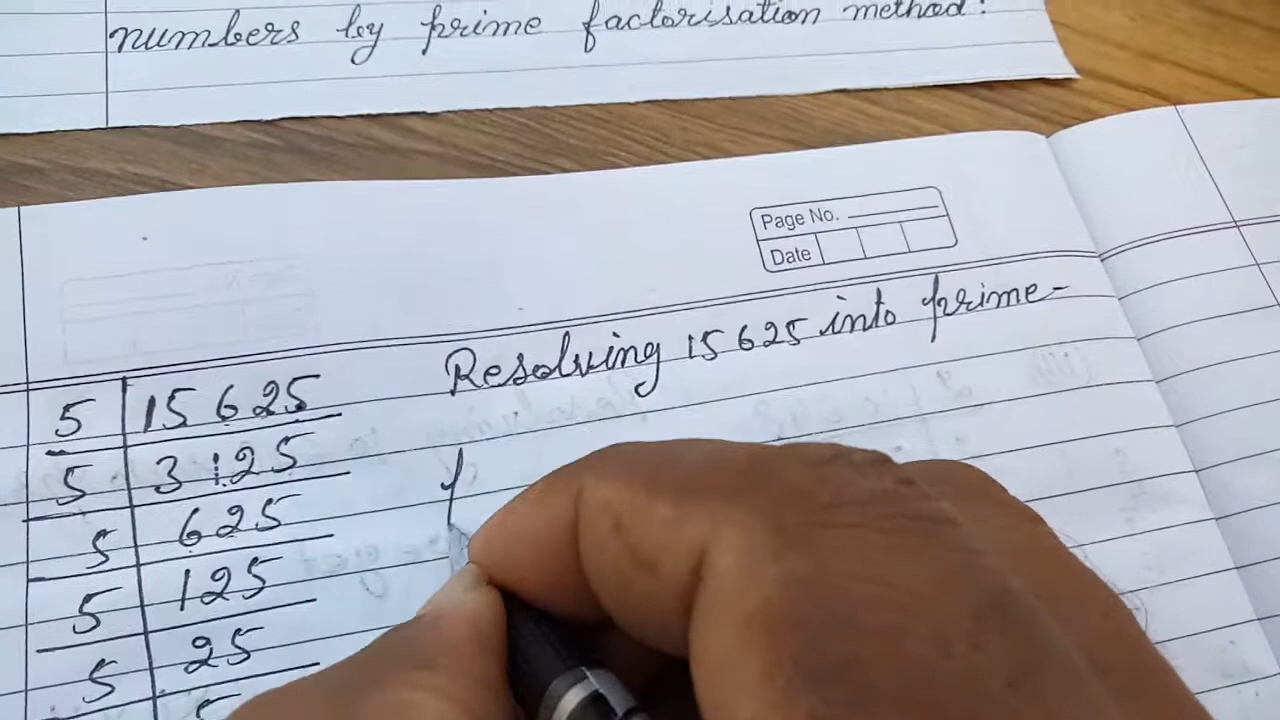 numbers by prime factorisation method:
Page No.
Date
Resolving 15625 into prime-
f
5 | 15625
5 | 3125
5 | 625
5 | 125
5 | 25
5